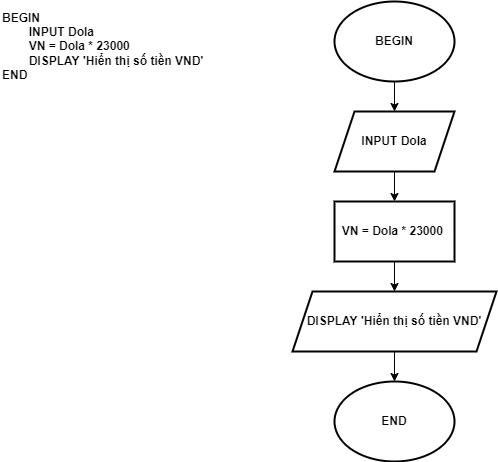 BEGIN
INPUT Dola
VN = Dola * 23000
DISPLAY 'Hiển thị số tiền VND'
END
BEGIN
INPUT Dola
VN = Dola * 23000
DISPLAY 'Hiển thị số tiền VND'
END